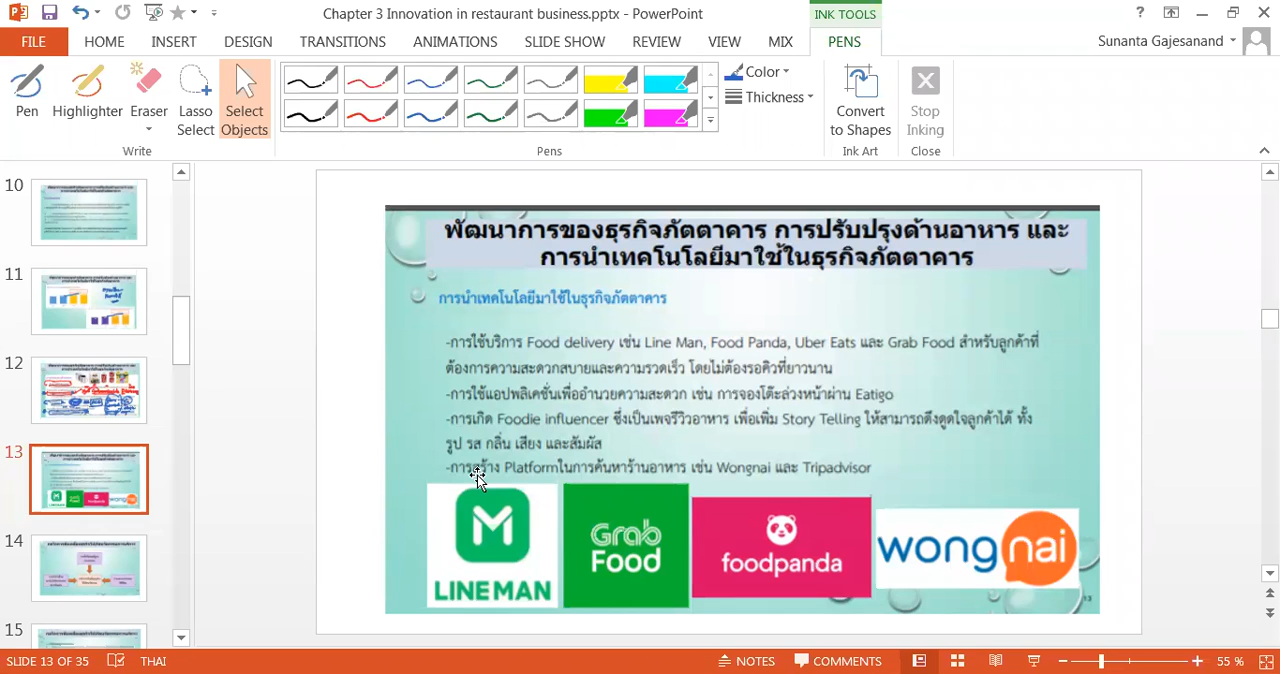 Chapter 3 Innovation in restaurant business.pptx - PowerPoint
INK TOOLS
FILE HOME INSERT DESIGN TRANSITIONS ANIMATIONS SLIDE SHOW REVIEW VIEW MIX PENS
Sunanta Gajesanand
Pen
Highlighter
Eraser
Lasso
Select
Select
Objects
Color
Thickness
Convert
to Shapes
Stop
Inking
Write
Pens
Ink Art
Close
10
11
12
13
14
15
พัฒนาการของธุรกิจภัตตาคาร การปรับปรุงด้านอาหาร และ
การนำเทคโนโลยีมาใช้ในธุรกิจภัตตาคาร
การนำเทคโนโลยีมาใช้ในธุรกิจภัตตาคาร
-การใช้บริการ Food delivery เช่น Line Man, Food Panda, Uber Eats และ Grab Food สำหรับลูกค้าที่
ต้องการความสะดวกสบายและความรวดเร็ว โดยไม่ต้องรอคิวที่ยาวนาน
-การใช้แอปพลิเคชั่นเพื่ออำนวยความสะดวก เช่น การจองโต๊ะล่วงหน้าผ่าน Eatigo
-การเกิด Foodie influencer ซึ่งเป็นเพจรีวิวอาหาร เพื่อเพิ่ม Story Telling ให้สามารถดึงดูดใจลูกค้าได้ ทั้ง
รูป รส กลิ่น เสียง และสัมผัส
-การสร้าง Platformในการค้นหาร้านอาหาร เช่น Wongnai และ Tripadvisor
LINE MAN
Grab
Food
foodpanda
wongnai
13
SLIDE 13 OF 35
THAI
NOTES
COMMENTS
55 %